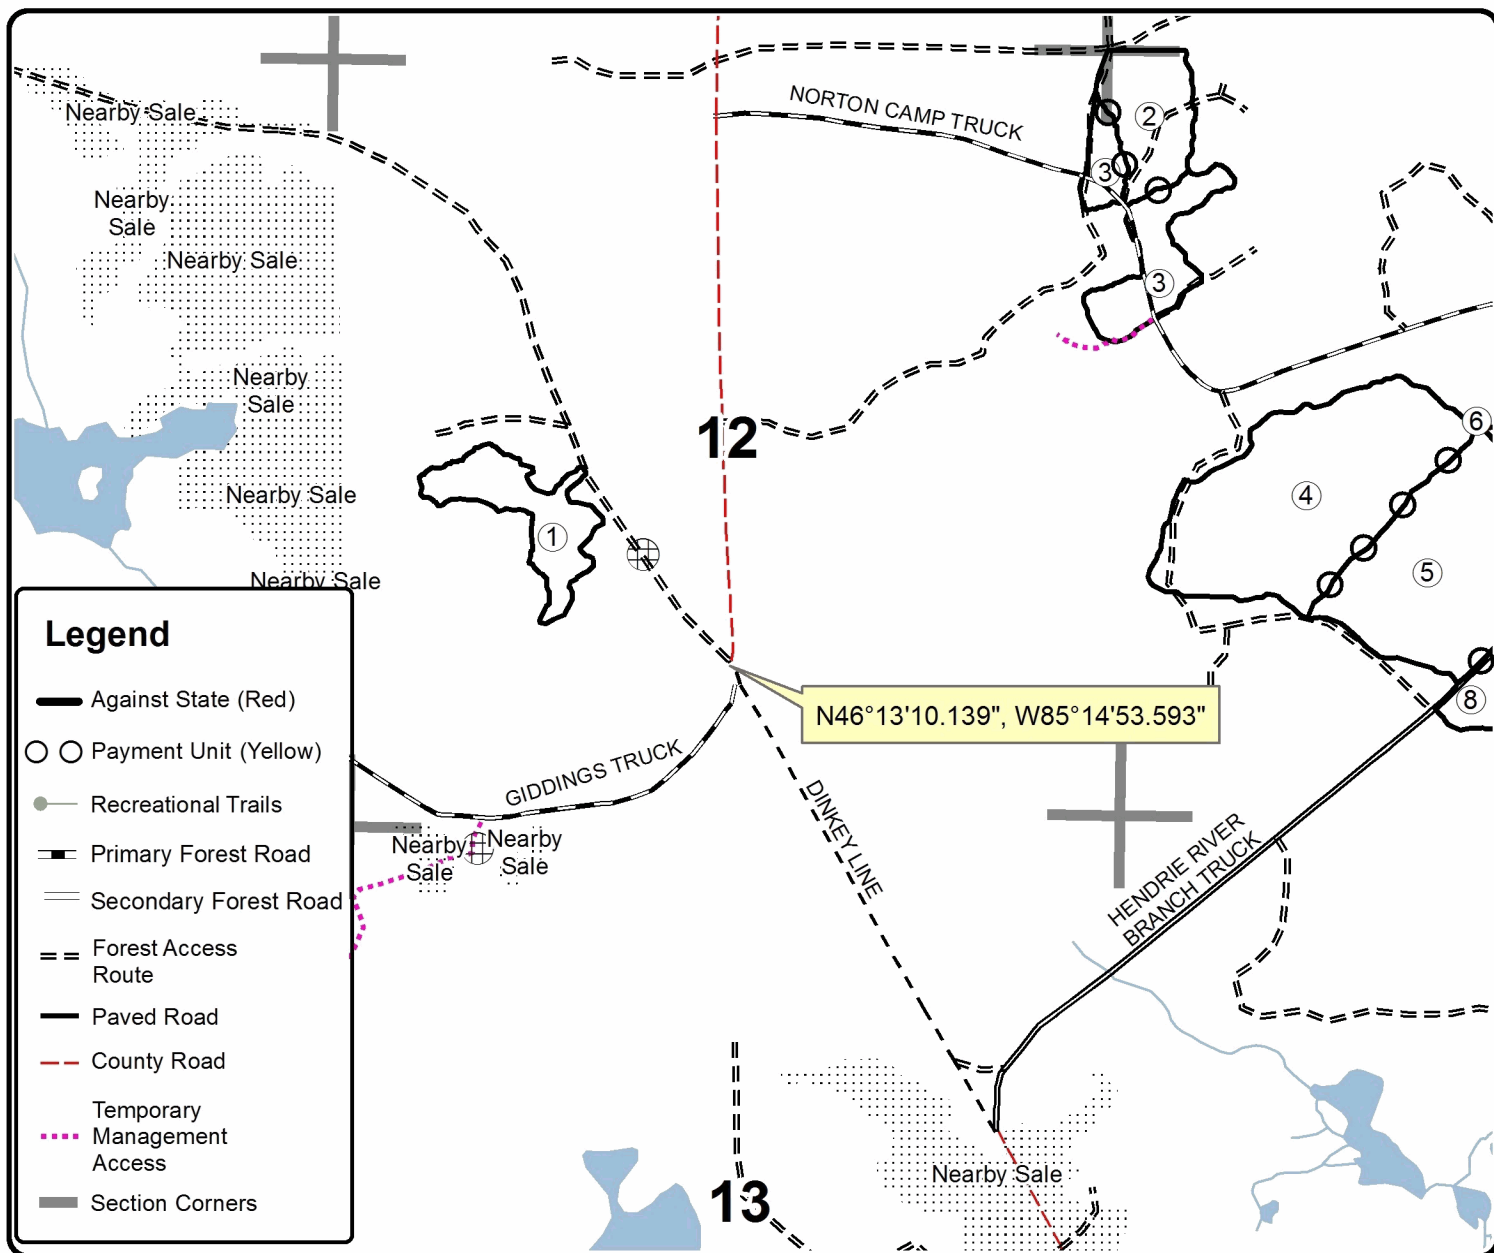 Nearby Sale
NORTON CAMP TRUCK
2
3
Nearby
Sale
Nearby Sale
3
Nearby
Sale
12
6
Nearby Sale
4
1
5
Nearby Sale
8
N46°13'10.139", W85°14'53.593"
GIDDINGS TRUCK
DINKEY LINE
Nearby
Sale
Nearby
Sale
HENDRIE RIVER
BRANCH TRUCK
Nearby Sale
13
Legend
Against State (Red)
Payment Unit (Yellow)
Recreational Trails
Primary Forest Road
Secondary Forest Road
Forest Access
Route
Paved Road
County Road
Temporary
Management
Access
Section Corners